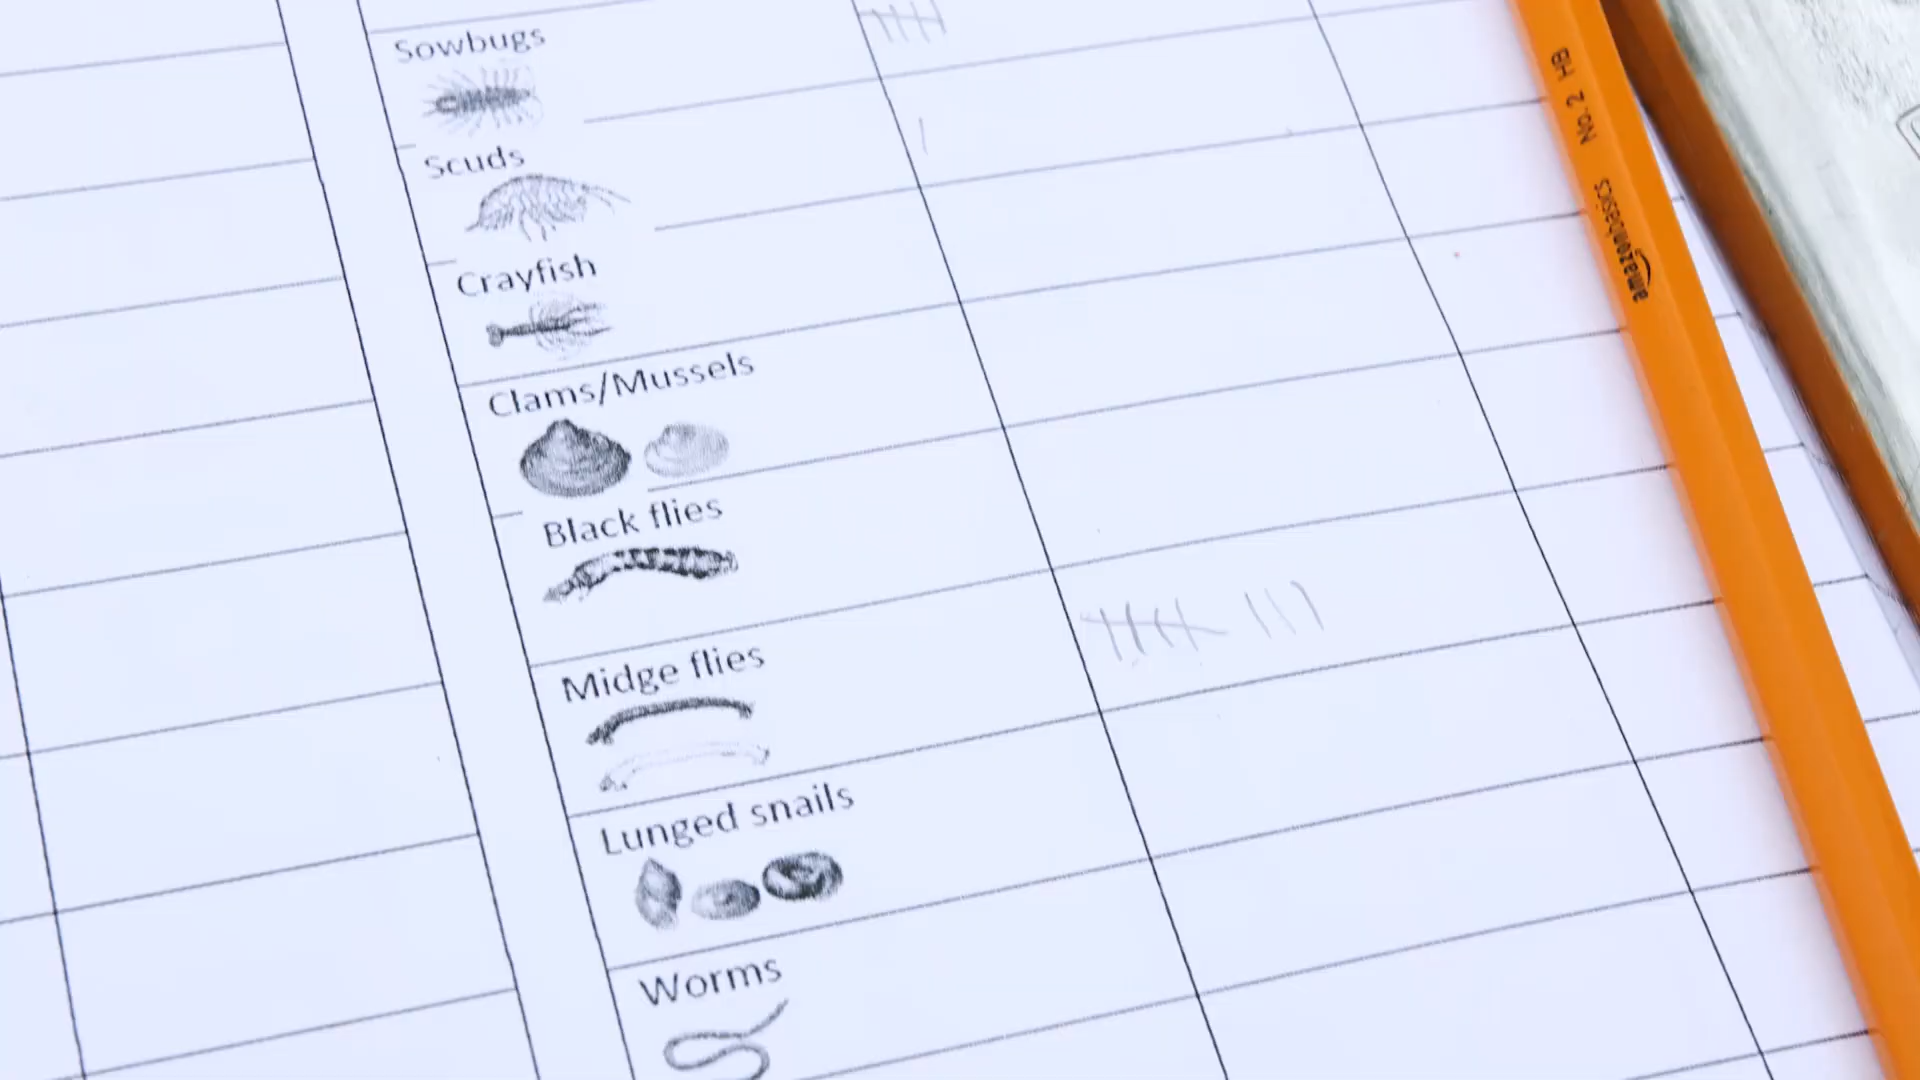 Sowbugs
Scuds
Crayfish
Clams/Mussels
Black flies
Midge flies
Lunged snails
Worms
amazonbasics No. 2 HB